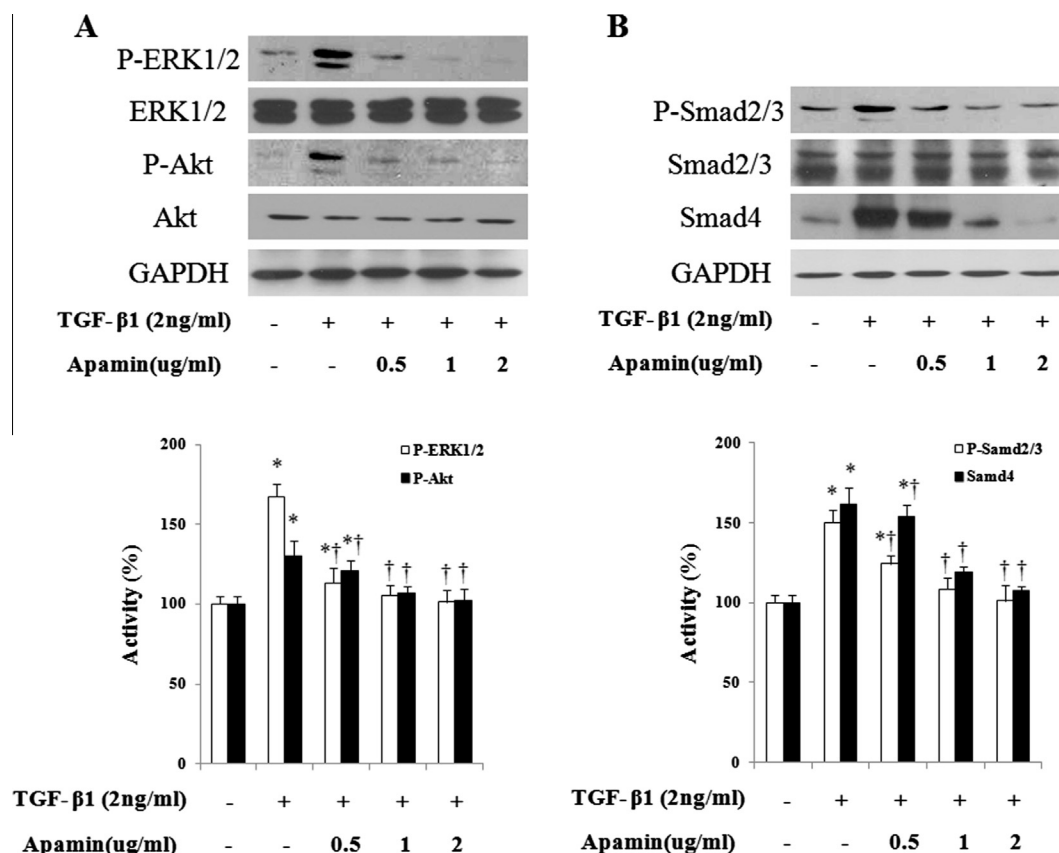 A
P-ERK1/2
ERK1/2
P-Akt
Akt
GAPDH
TGF-β1 (2ng/ml) - + + + +
Apamin(ug/ml) - - 0.5 1 2
B
P-Smad2/3
Smad2/3
Smad4
GAPDH
TGF-β1 (2ng/ml) - + + + +
Apamin(ug/ml) - - 0.5 1 2
Activity (%)
200
150
100
50
0
P-ERK1/2
P-Akt
* * *† *† † † † †
TGF-β1 (2ng/ml) - + + + +
Apamin(ug/ml) - - 0.5 1 2
Activity (%)
200
150
100
50
0
P-Samd2/3
Samd4
* * *† *† † † † †
TGF-β1 (2ng/ml) - + + + +
Apamin(ug/ml) - - 0.5 1 2